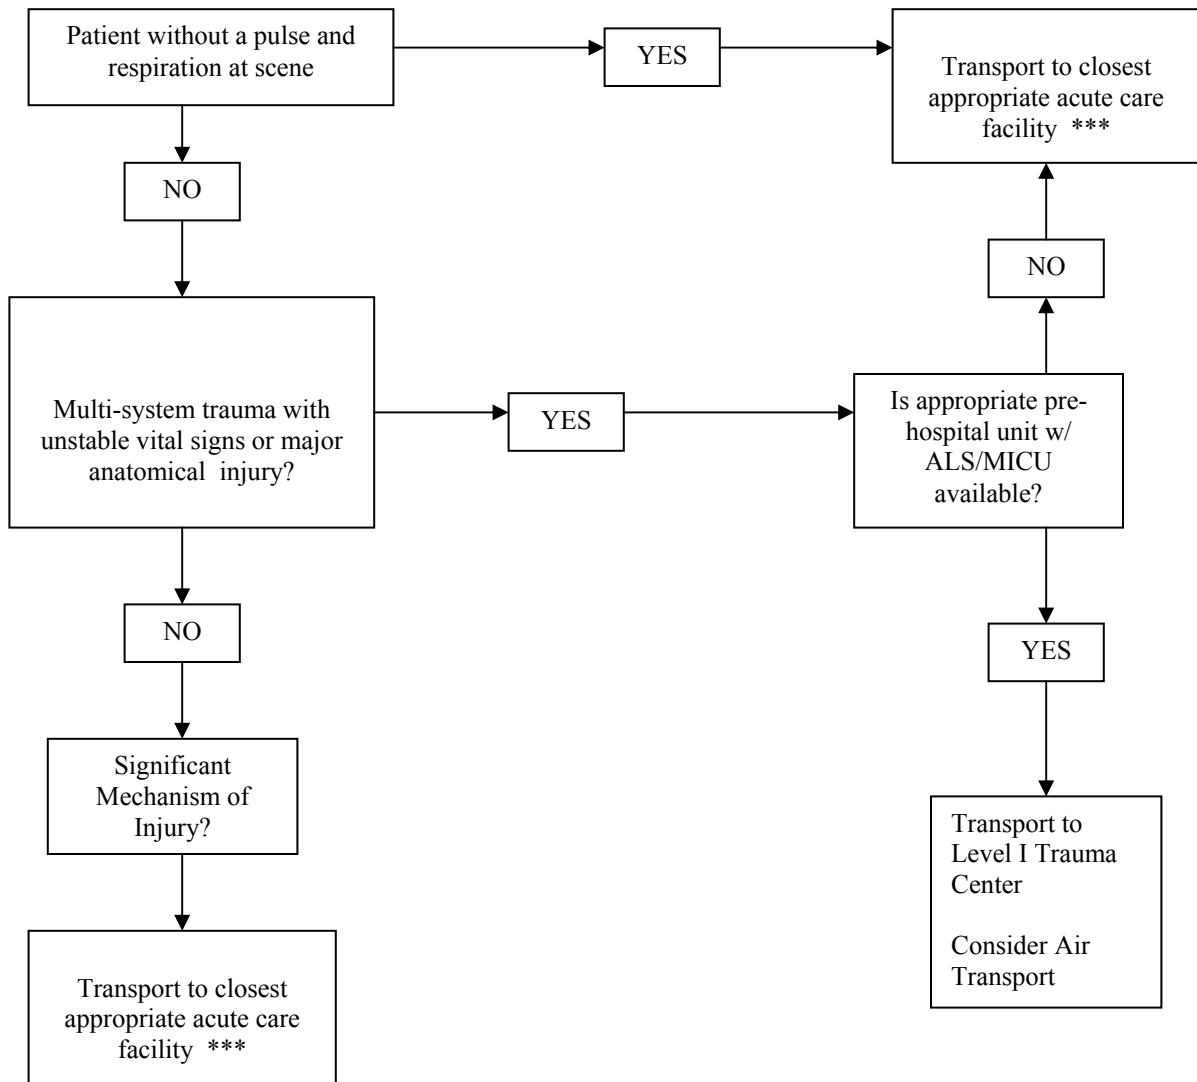 Patient without a pulse and
respiration at scene
YES
Transport to closest
appropriate acute care
facility ***
NO
NO
Multi-system trauma with
unstable vital signs or major
anatomical injury?
YES
Is appropriate pre-
hospital unit w/
ALS/MICU
available?
NO
YES
Significant
Mechanism of
Injury?
Transport to
Level I Trauma
Center
Consider Air
Transport
Transport to closest
appropriate acute care
facility ***